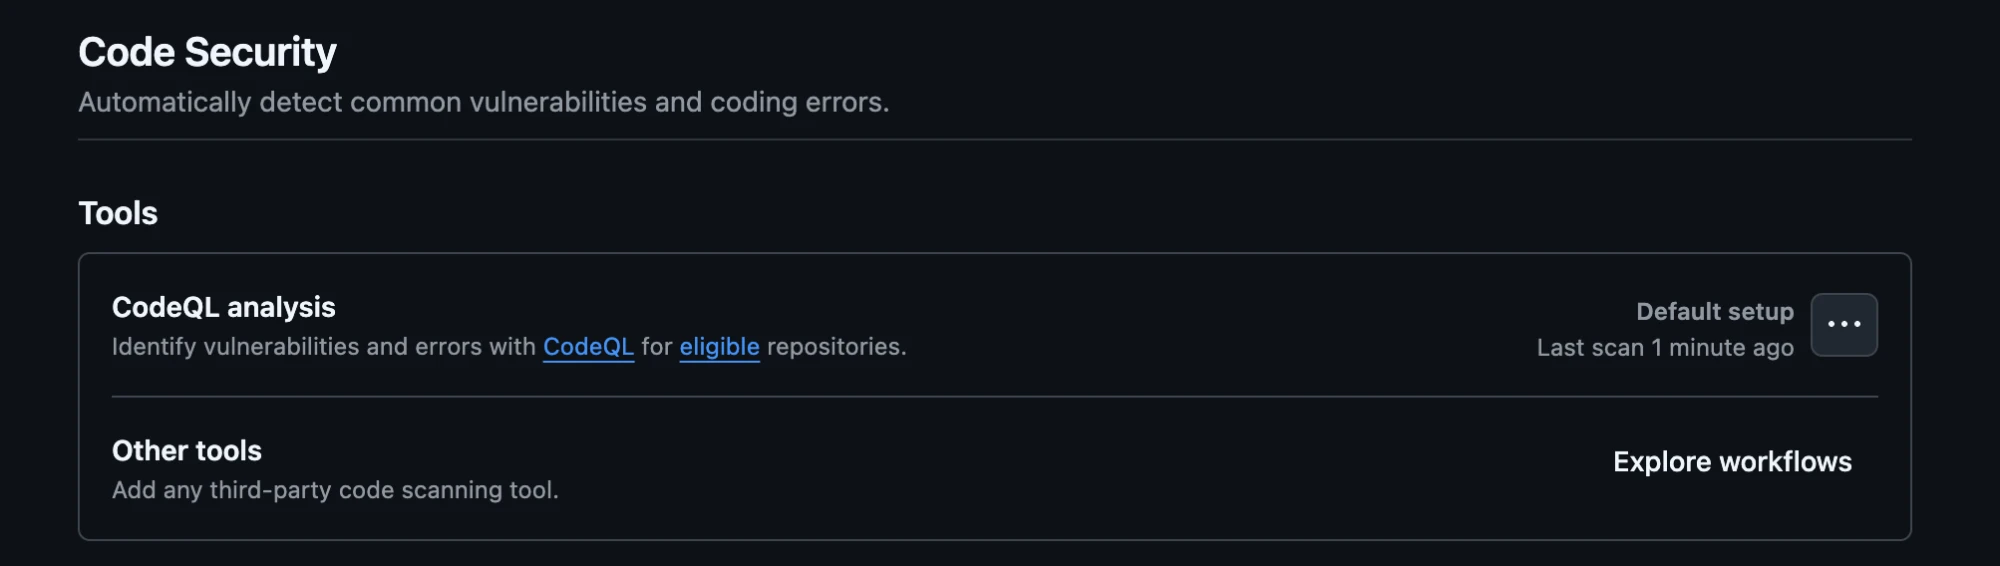 Code Security
Automatically detect common vulnerabilities and coding errors.
Tools
CodeQL analysis
Identify vulnerabilities and errors with CodeQL for eligible repositories.
Default setup
Last scan 1 minute ago
Other tools
Add any third-party code scanning tool.
Explore workflows